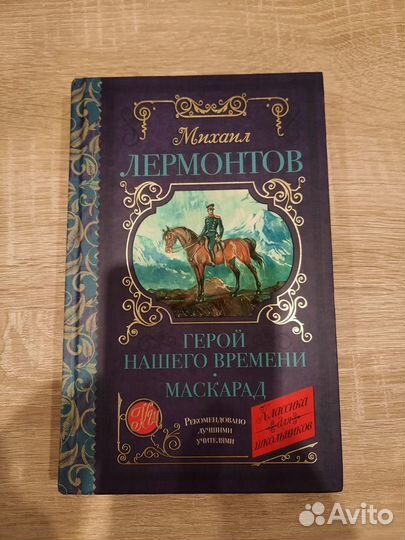 Михаил
ЛЕРМОНТОВ
ГЕРОЙ
НАШЕГО ВРЕМЕНИ
•
МАСКАРАД
Рекомендовано
лучшими
учителями
Классика
для
школьников
Avito